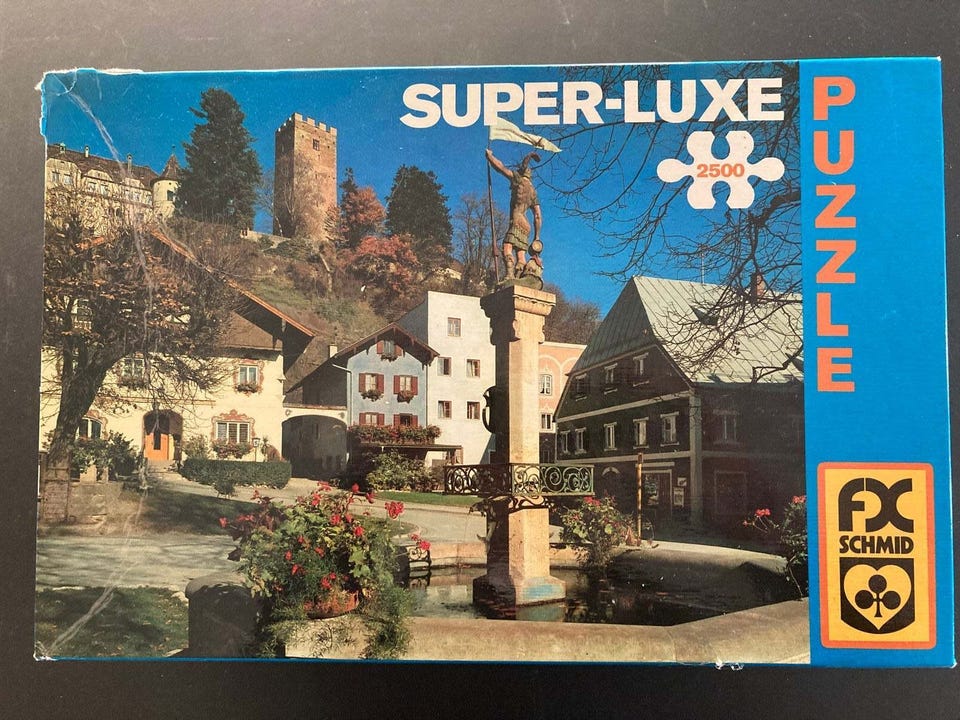 SUPER-LUXE
2500
PUZZLE
FX
SCHMID